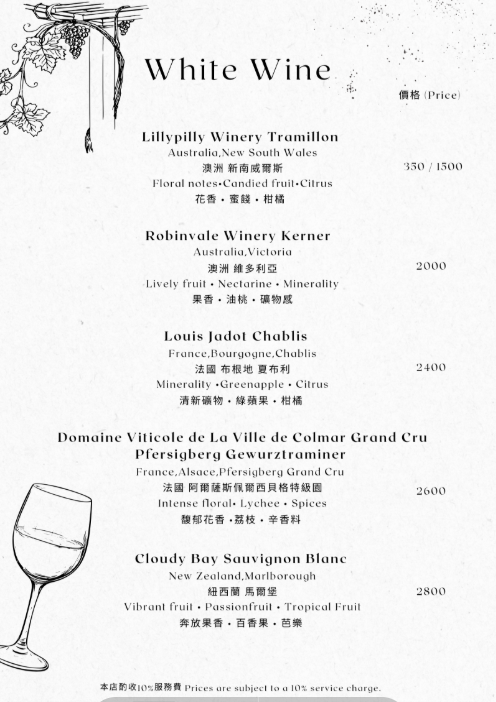 White Wine
價格 (Price)
Lillypilly Winery Tramillon
Australia,New South Wales
澳洲 新南威爾斯
350 / 1500
Floral notes•Candied fruit•Citrus
花香 • 蜜餞 • 柑橘
Robinvale Winery Kerner
Australia,Victoria
澳洲 維多利亞
2000
Lively fruit • Nectarine • Minerality
果香 • 油桃 • 礦物感
Louis Jadot Chablis
France,Bourgogne,Chablis
法國 布根地 夏布利
2400
Minerality •Greenapple • Citrus
清新礦物 • 綠蘋果 • 柑橘
Domaine Viticole de La Ville de Colmar Grand Cru
Pfersigberg Gewurztraminer
France,Alsace,Pfersigberg Grand Cru
法國 阿爾薩斯佩爾西貝格特級園
2600
Intense floral• Lychee • Spices
馥郁花香 •荔枝 • 辛香料
Cloudy Bay Sauvignon Blanc
New Zealand,Marlborough
紐西蘭 馬爾堡
2800
Vibrant fruit • Passionfruit • Tropical Fruit
奔放果香 • 百香果 • 芭樂
本店酌收10%服務費 Prices are subject to a 10% service charge.